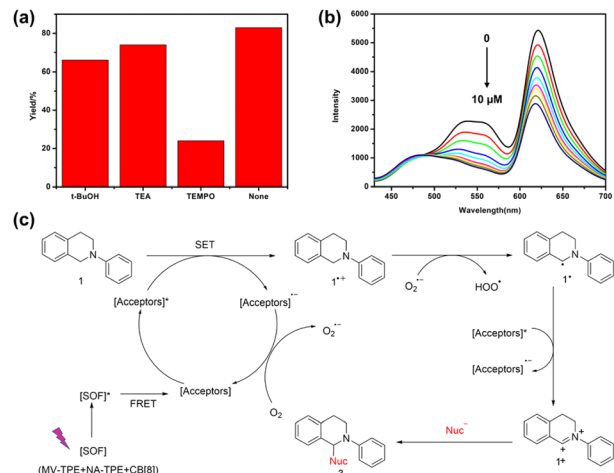 (a)
80
60
40
20
0
Yield/%
t-BuOH TEA TEMPO None
(b)
6000
5000
4000
3000
2000
1000
0
Intensity
0
10 μM
450 500 550 600 650 700
Wavelength(nm)
(c)
1
SET
1•+
O2•−
HOO•
1•
[Acceptors]*
[Acceptors]•−
O2•−
[Acceptors]*
[Acceptors]•−
[SOF]*
FRET
[Acceptors]
O2
[SOF]
(MV-TPE+NA-TPE+CB[8])
N
N
N
N
Nuc
2
Nuc−
N+
+
1+